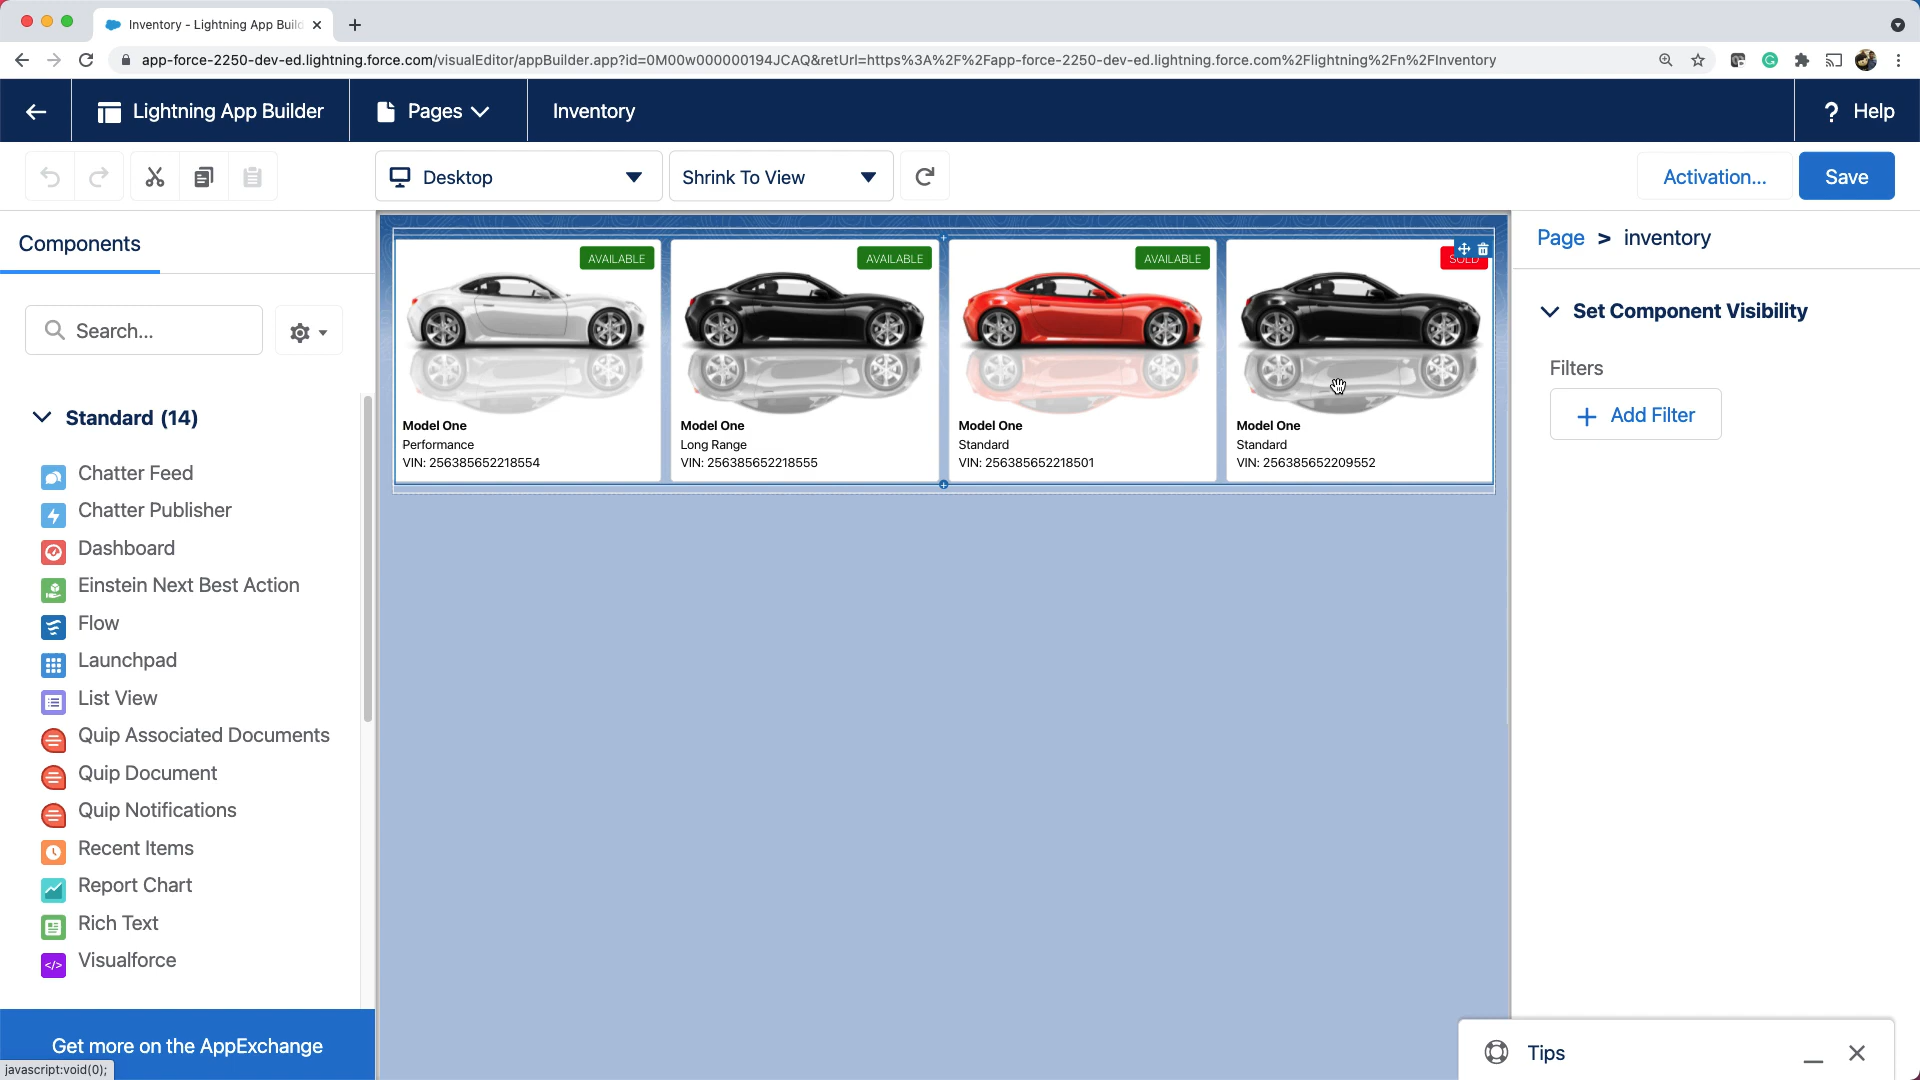 Inventory - Lightning App Build
app-force-2250-dev-ed.lightning.force.com/visualEditor/appBuilder.app?id=0M00w000000194JCAQ&retUrl=https%3A%2F%2Fapp-force-2250-dev-ed.lightning.force.com%2Flightning%2Fn%2FInventory
Lightning App Builder
Pages
Inventory
? Help
Desktop
Shrink To View
Activation...
Save
Components
Search...
Standard (14)
Chatter Feed
Chatter Publisher
Dashboard
Einstein Next Best Action
Flow
Launchpad
List View
Quip Associated Documents
Quip Document
Quip Notifications
Recent Items
Report Chart
Rich Text
Visualforce
Get more on the AppExchange
javascript:void(0);
AVAILABLE
Model One
Performance
VIN: 256385652218554
AVAILABLE
Model One
Long Range
VIN: 256385652218555
AVAILABLE
Model One
Standard
VIN: 256385652218501
SOLD
Model One
Standard
VIN: 256385652209552
Page > inventory
Set Component Visibility
Filters
+ Add Filter
Tips